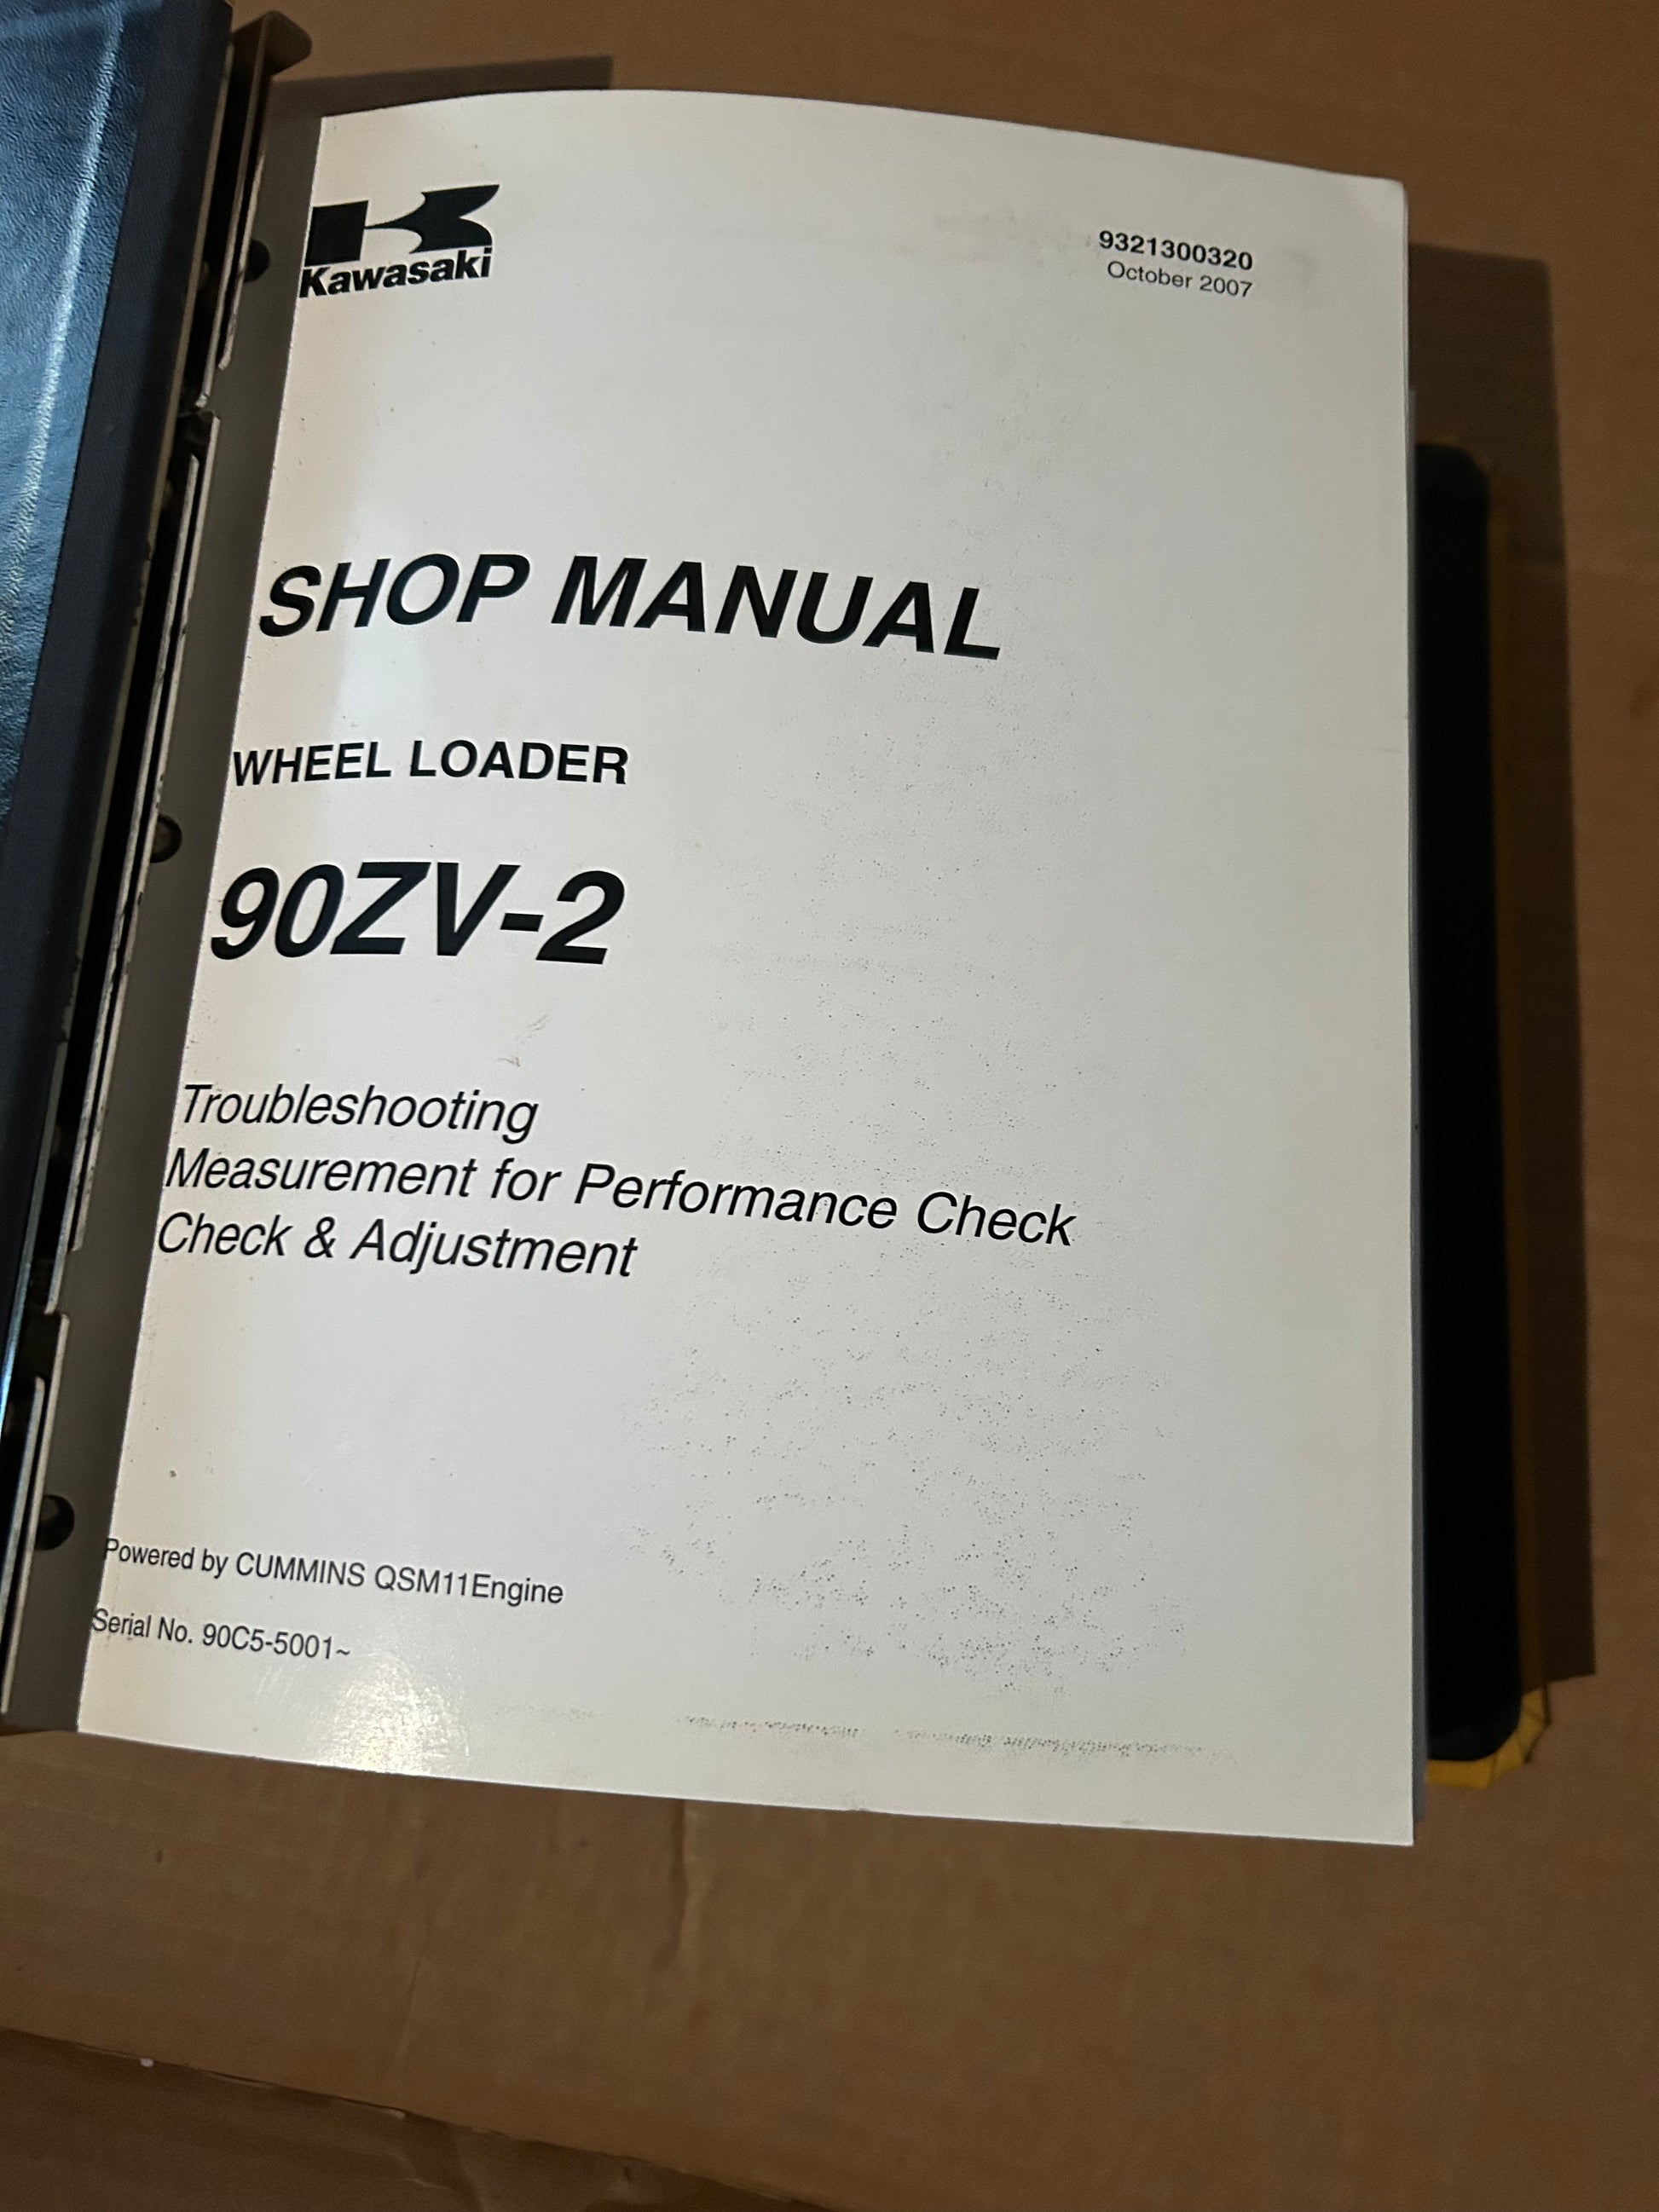 Kawasaki
9321300320
October 2007
SHOP MANUAL
WHEEL LOADER
90ZV-2
Troubleshooting
Measurement for Performance Check
Check & Adjustment
Powered by CUMMINS QSM11Engine
Serial No. 90C5-5001~